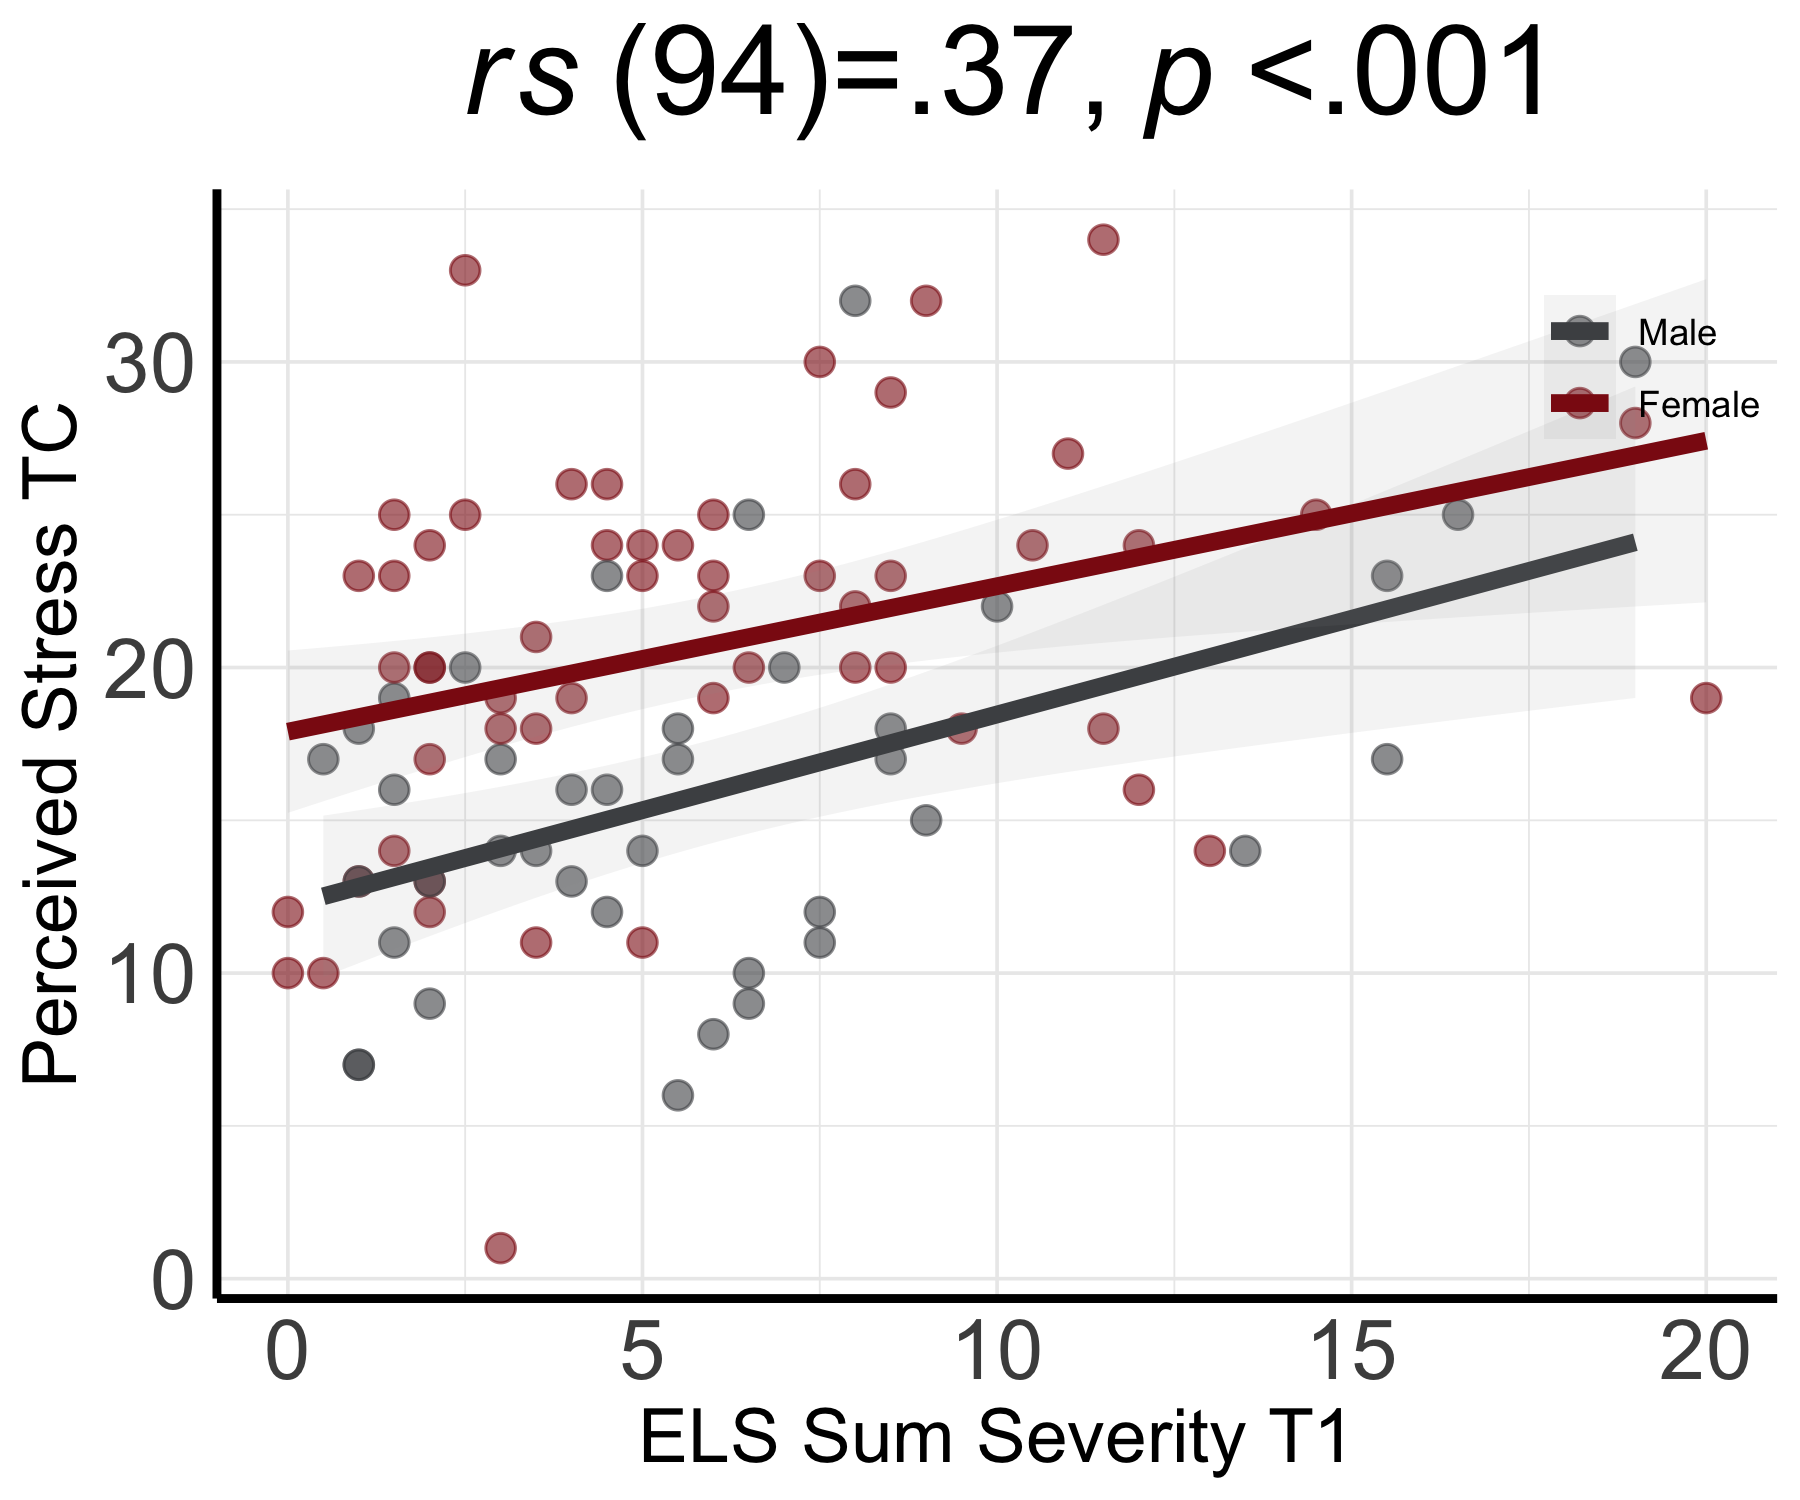 rs (94)=.37, p <.001
Perceived Stress TC
30
20
10
0
Male
Female
0 5 10 15 20
ELS Sum Severity T1